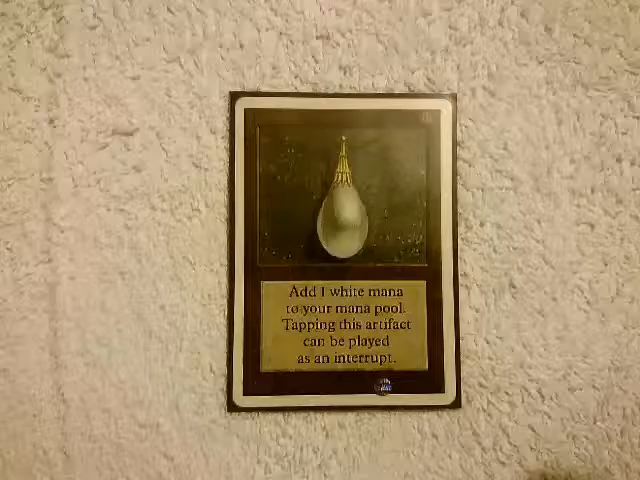 Add 1 white mana
to your mana pool.
Tapping this artifact
can be played
as an interrupt.